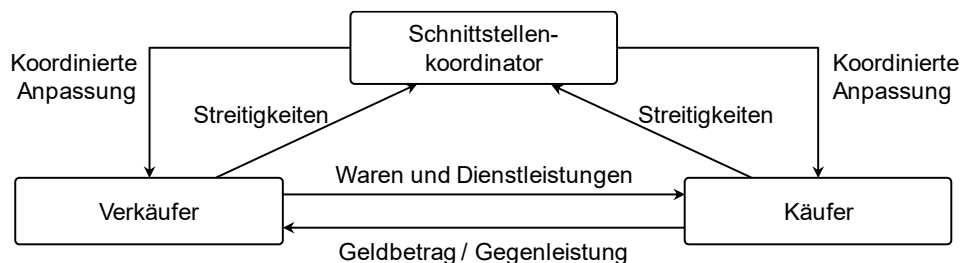 Schnittstellen-
koordinator
Koordinierte
Anpassung
Koordinierte
Anpassung
Streitigkeiten
Streitigkeiten
Waren und Dienstleistungen
Verkäufer
Käufer
Geldbetrag / Gegenleistung